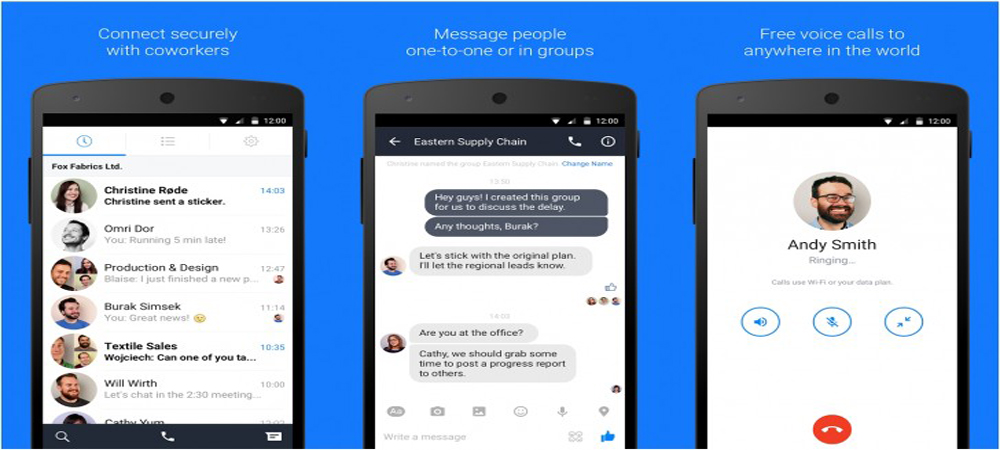 Connect securely
with coworkers
12:00
Fox Fabrics Ltd.
Christine Røde 14:03
Christine sent a sticker.
Omri Dor 13:26
You: Running 5 min late!
Production & Design 12:47
Blaise: I just finished a new p...
Burak Simsek 11:14
You: Great news! 😉
Textile Sales 10:35
Wojciech: Can one of you ta...
Will Wirth 10:00
Let's chat in the 2:30 meeting...
Cathy Yum
Message people
one-to-one or in groups
12:00
Eastern Supply Chain
Christine named the group Eastern Supply Chain. Change Name
Hey guys! I created this group
for us to discuss the delay.
Any thoughts, Burak?
Let's stick with the original plan.
I'll let the regional leads know.
14:03
Are you at the office?
Cathy, we should grab some
time to post a progress report
to others.
Aa
Write a message
Free voice calls to
anywhere in the world
12:00
Andy Smith
Ringing...
Calls use Wi-Fi or your data plan.